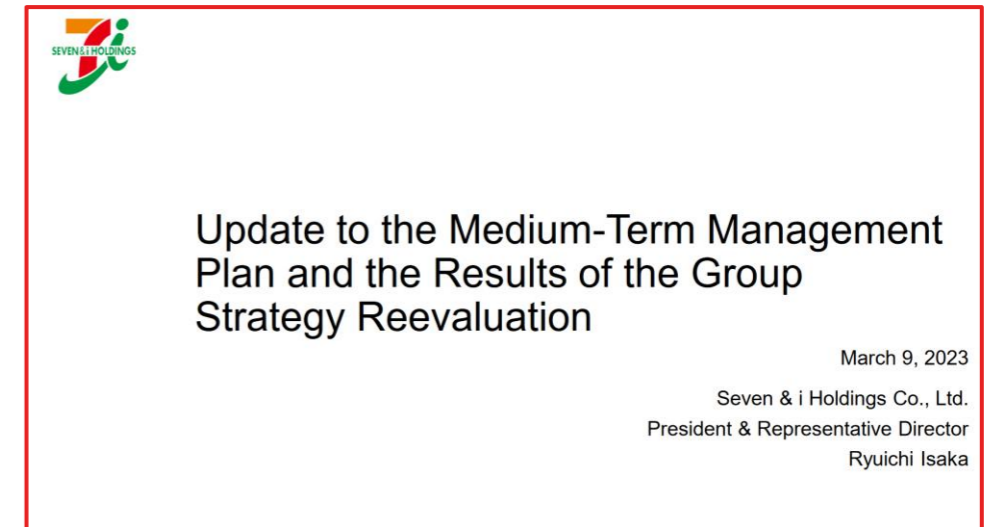 SEVEN & i HOLDINGS
Update to the Medium-Term Management
Plan and the Results of the Group
Strategy Reevaluation
March 9, 2023
Seven & i Holdings Co., Ltd.
President & Representative Director
Ryuichi Isaka